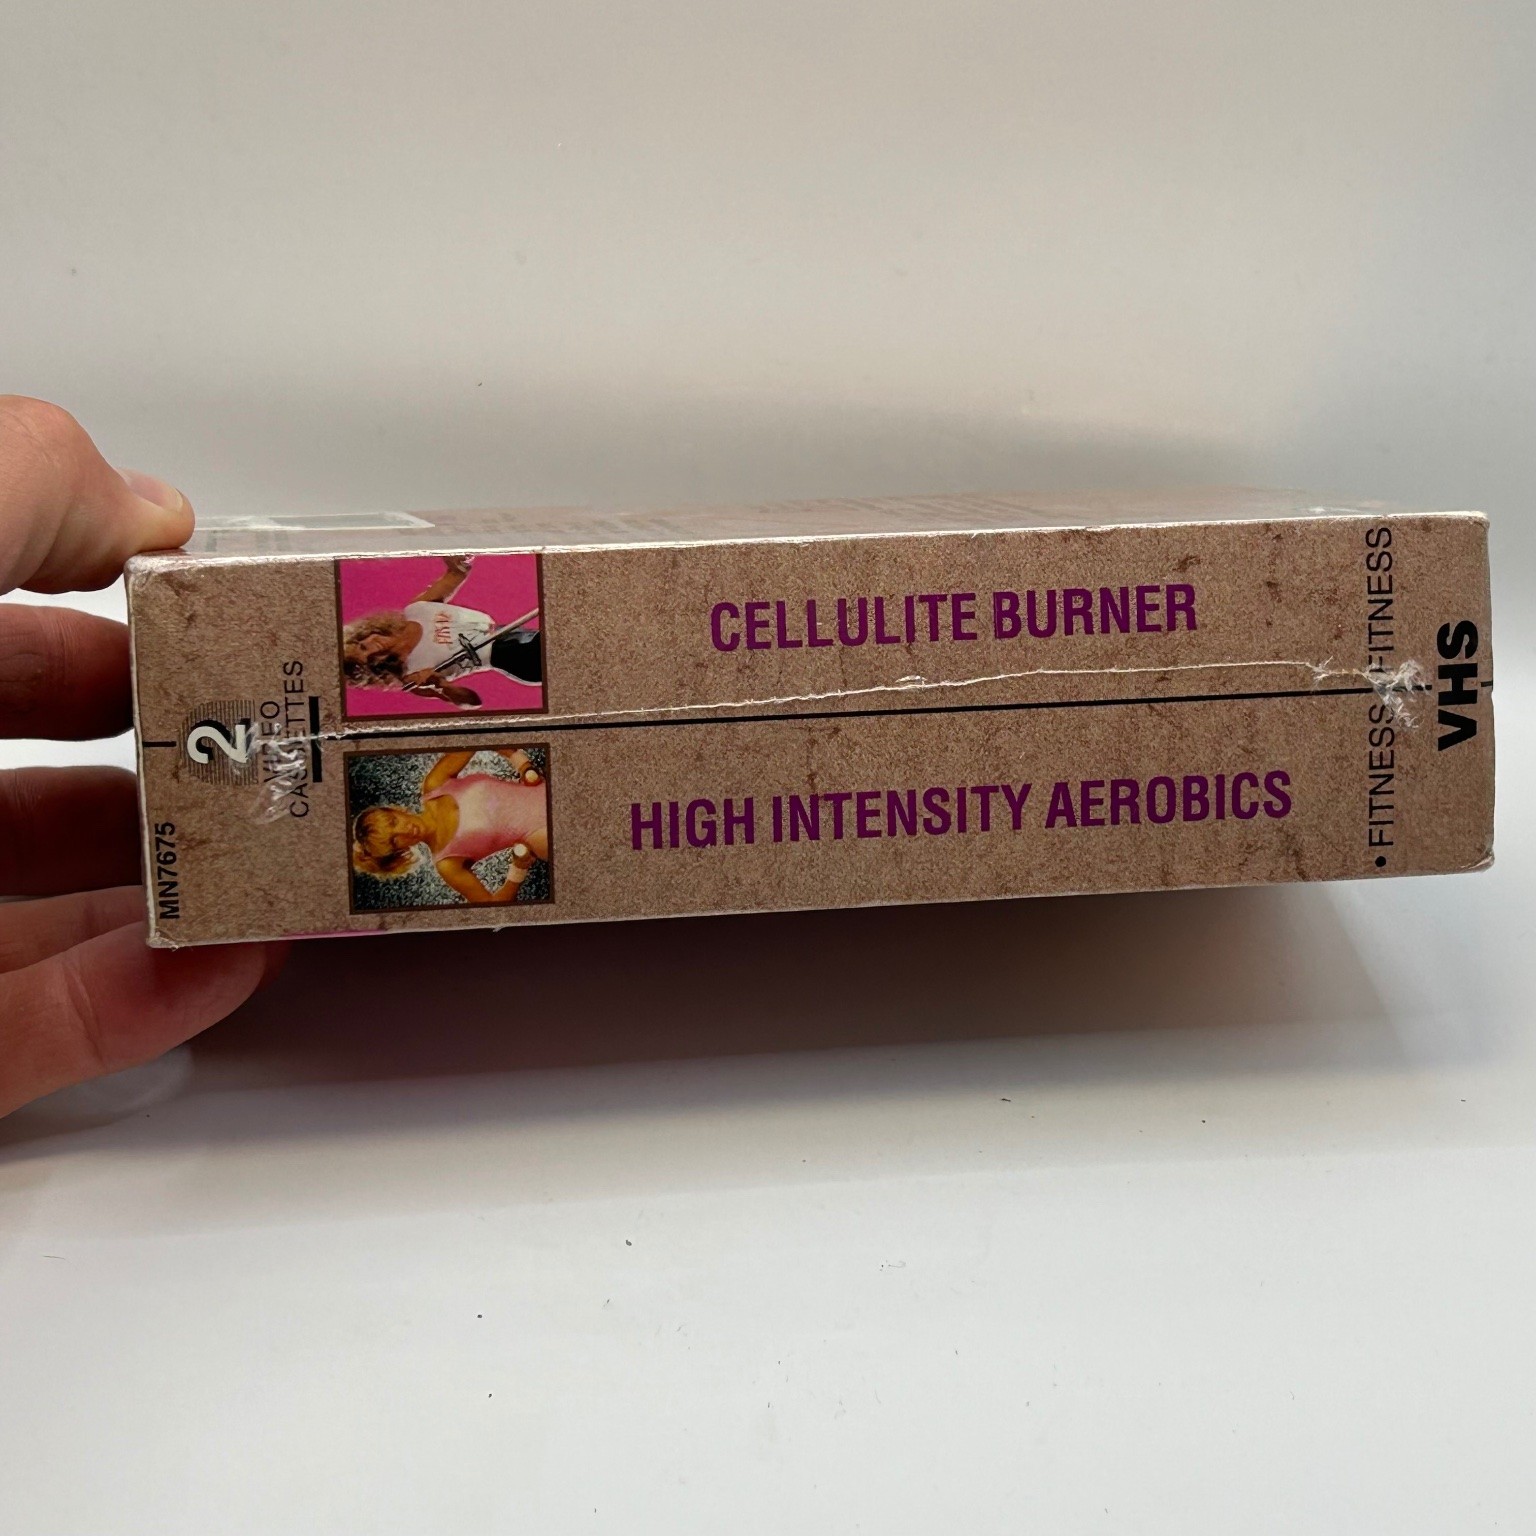 MN7675
2
VIDEO
CASSETTES
CELLULITE BURNER
HIGH INTENSITY AEROBICS
• FITNESS • FITNESS
VHS